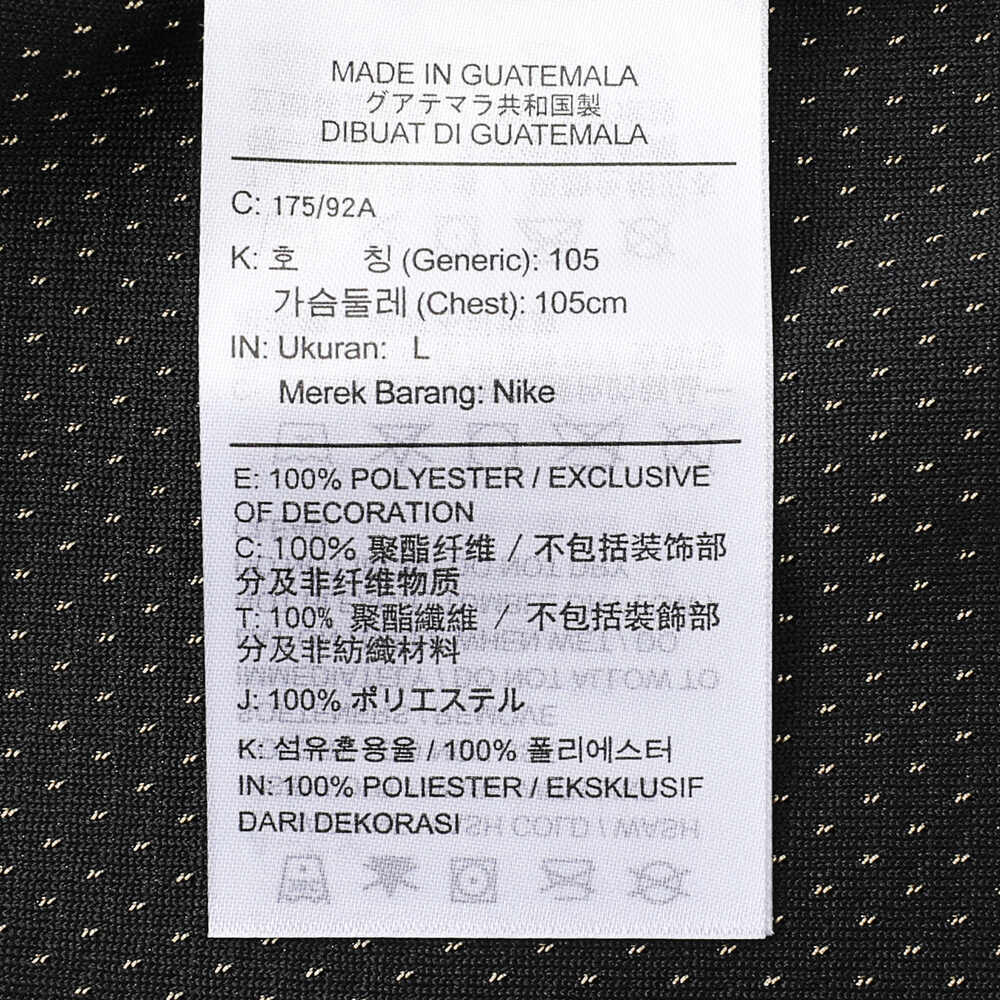 MADE IN GUATEMALA
グアテマラ共和国製
DIBUAT DI GUATEMALA
C: 175/92A
K: 호 칭 (Generic): 105
가슴둘레 (Chest): 105cm
IN: Ukuran: L
Merek Barang: Nike
E: 100% POLYESTER / EXCLUSIVE
OF DECORATION
C: 100% 聚酯纤维 / 不包括装饰部
分及非纤维物质
T: 100% 聚酯纖維 / 不包括裝飾部
分及非紡織材料
J: 100% ポリエステル
K: 섬유혼용율 / 100% 폴리에스터
IN: 100% POLIESTER / EKSKLUSIF
DARI DEKORASI